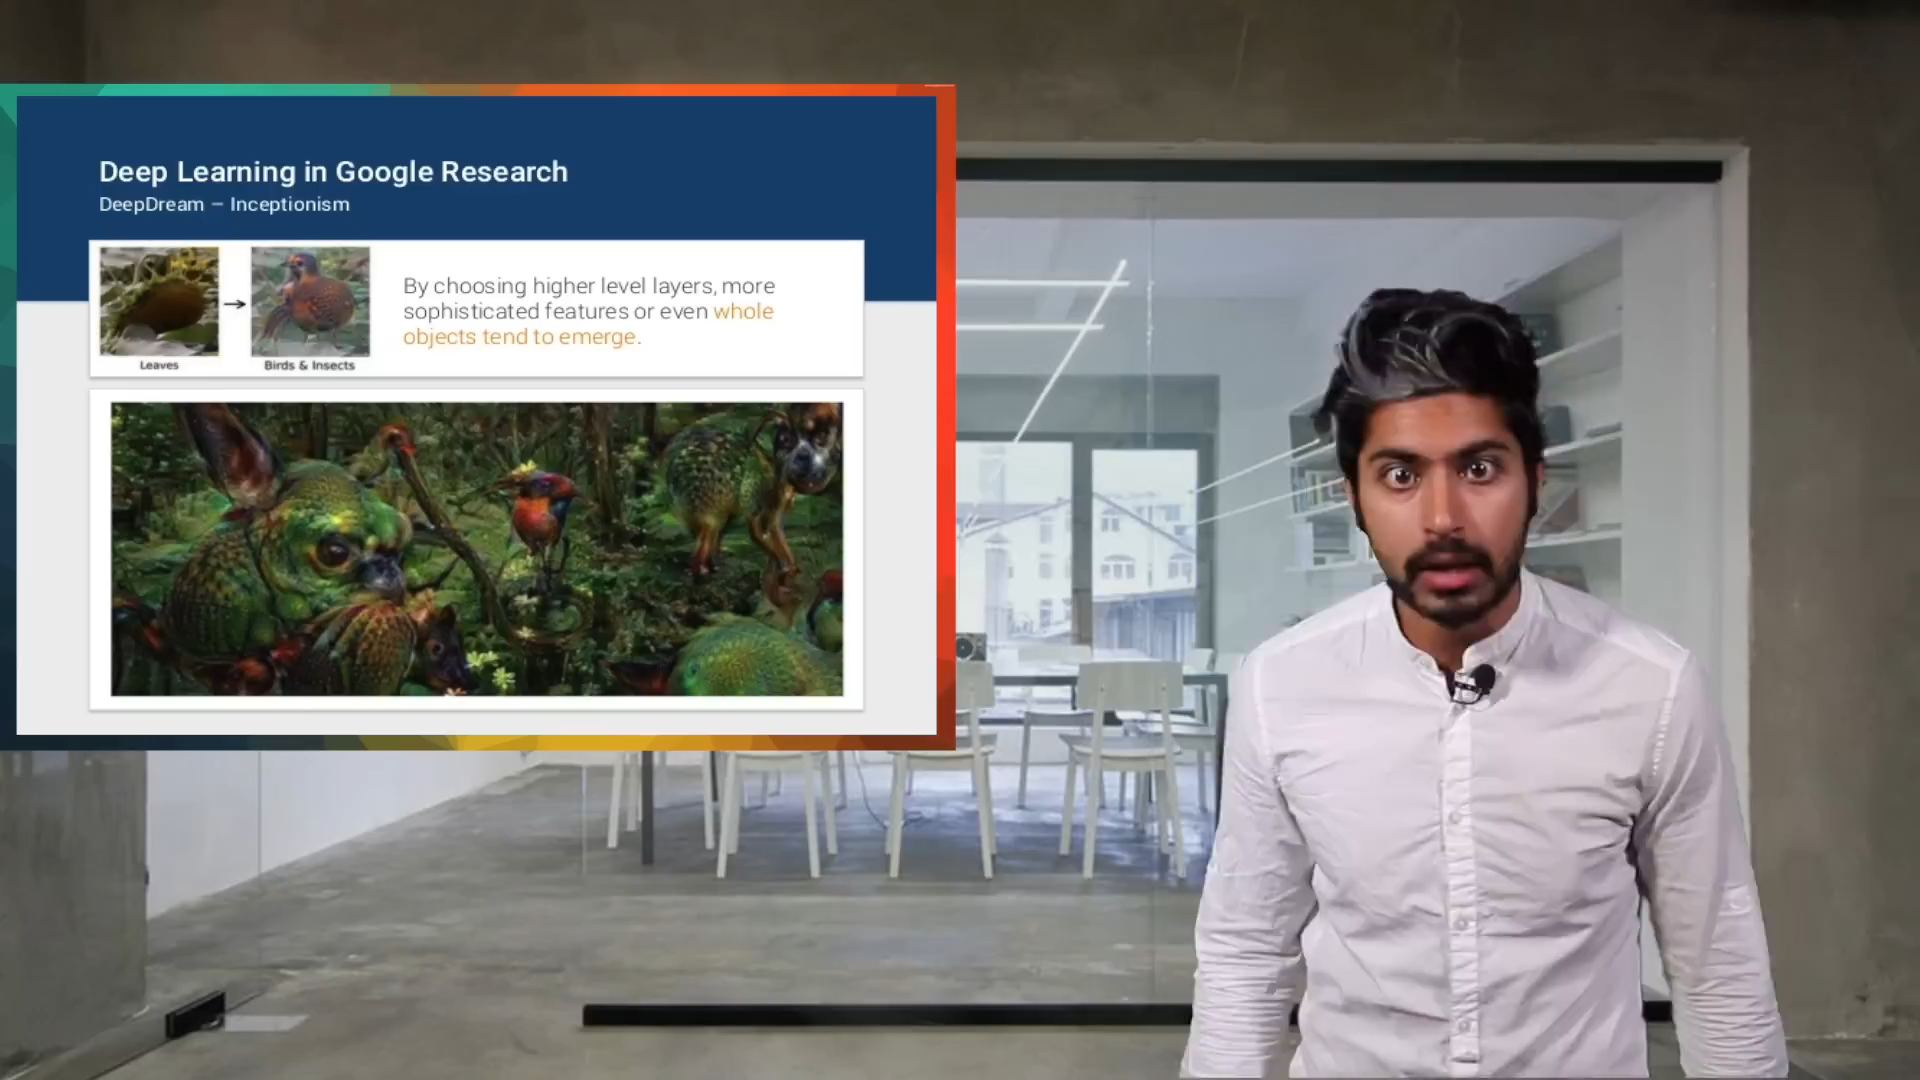 Deep Learning in Google Research
DeepDream – Inceptionism
By choosing higher level layers, more
sophisticated features or even whole
objects tend to emerge.
Leaves
Birds & Insects